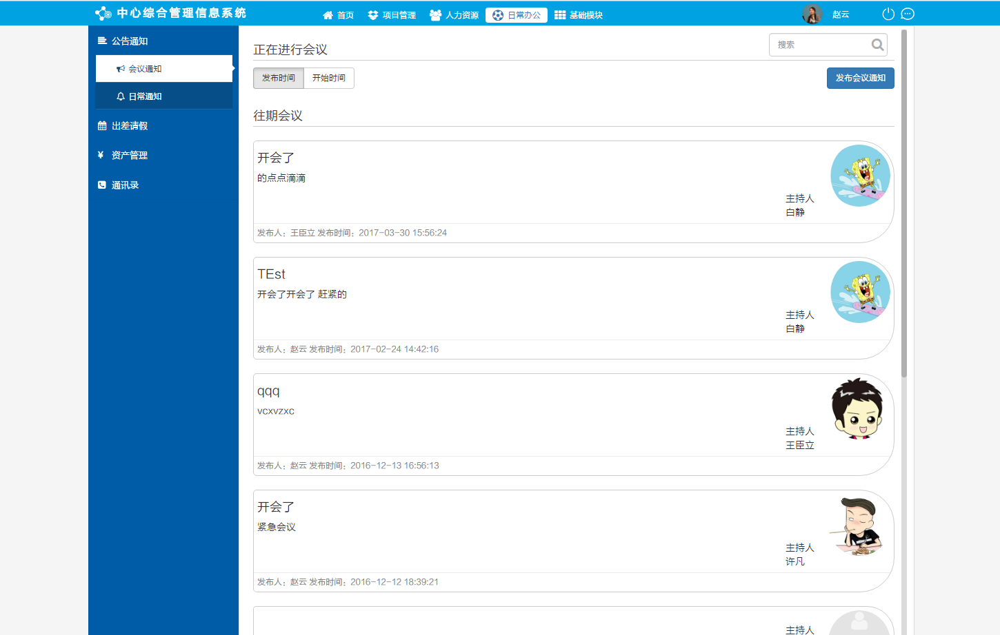 中心综合管理信息系统
首页 项目管理 人力资源 日常办公 基础模块
赵云
公告通知
会议通知
日常通知
出差请假
资产管理
通讯录
正在进行会议
搜索
发布时间 开始时间
发布会议通知
往期会议
开会了
的点点滴滴
主持人
白静
发布人：王臣立 发布时间：2017-03-30 15:56:24
TEst
开会了开会了 赶紧的
主持人
白静
发布人：赵云 发布时间：2017-02-24 14:42:16
qqq
vcxvzxc
主持人
王臣立
发布人：赵云 发布时间：2016-12-13 16:56:13
开会了
紧急会议
主持人
许凡
发布人：赵云 发布时间：2016-12-12 18:39:21
主持人